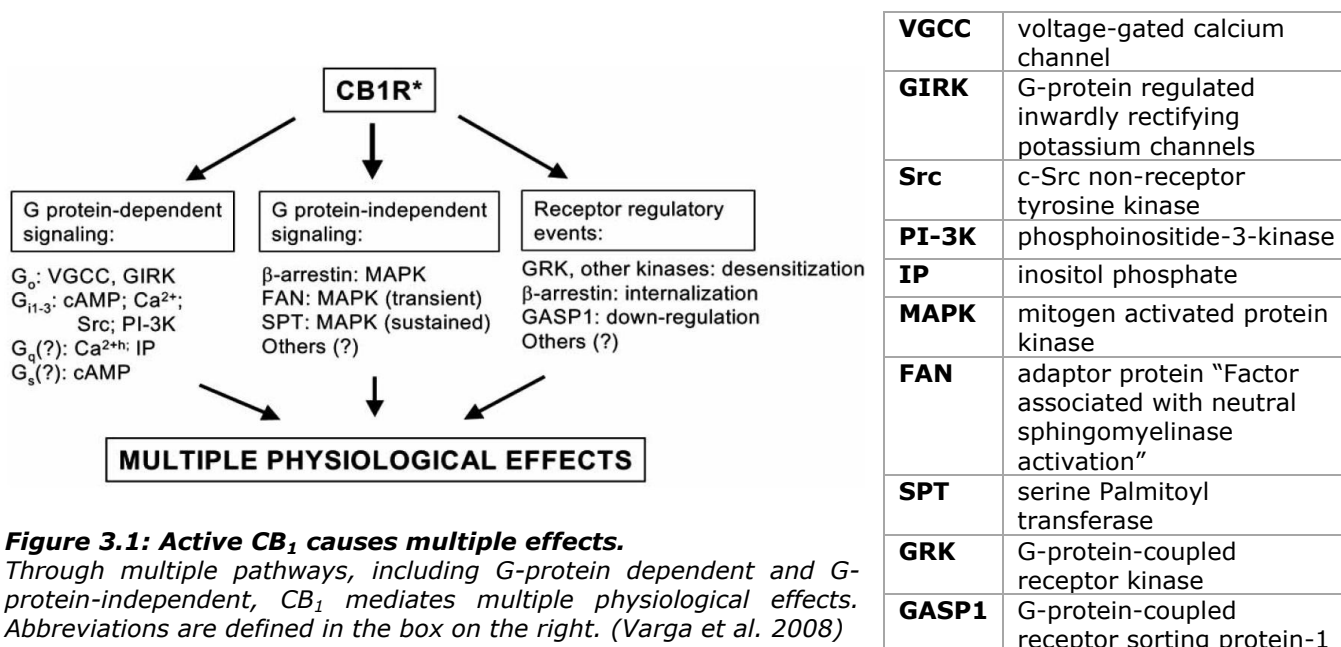 CB1R*
G protein-dependent
signaling:
Gₒ: VGCC, GIRK
Gᵢ₁₋₃: cAMP; Ca²⁺;
Src; PI-3K
G_q(?): Ca²⁺ʰ; IP
Gₛ(?): cAMP
G protein-independent
signaling:
β-arrestin: MAPK
FAN: MAPK (transient)
SPT: MAPK (sustained)
Others (?)
Receptor regulatory
events:
GRK, other kinases: desensitization
β-arrestin: internalization
GASP1: down-regulation
Others (?)
MULTIPLE PHYSIOLOGICAL EFFECTS
Figure 3.1: Active CB₁ causes multiple effects.
Through multiple pathways, including G-protein dependent and G-
protein-independent, CB₁ mediates multiple physiological effects.
Abbreviations are defined in the box on the right. (Varga et al. 2008)
VGCC voltage-gated calcium
channel
GIRK G-protein regulated
inwardly rectifying
potassium channels
Src c-Src non-receptor
tyrosine kinase
PI-3K phosphoinositide-3-kinase
IP inositol phosphate
MAPK mitogen activated protein
kinase
FAN adaptor protein “Factor
associated with neutral
sphingomyelinase
activation”
SPT serine Palmitoyl
transferase
GRK G-protein-coupled
receptor kinase
GASP1 G-protein-coupled
receptor sorting protein-1